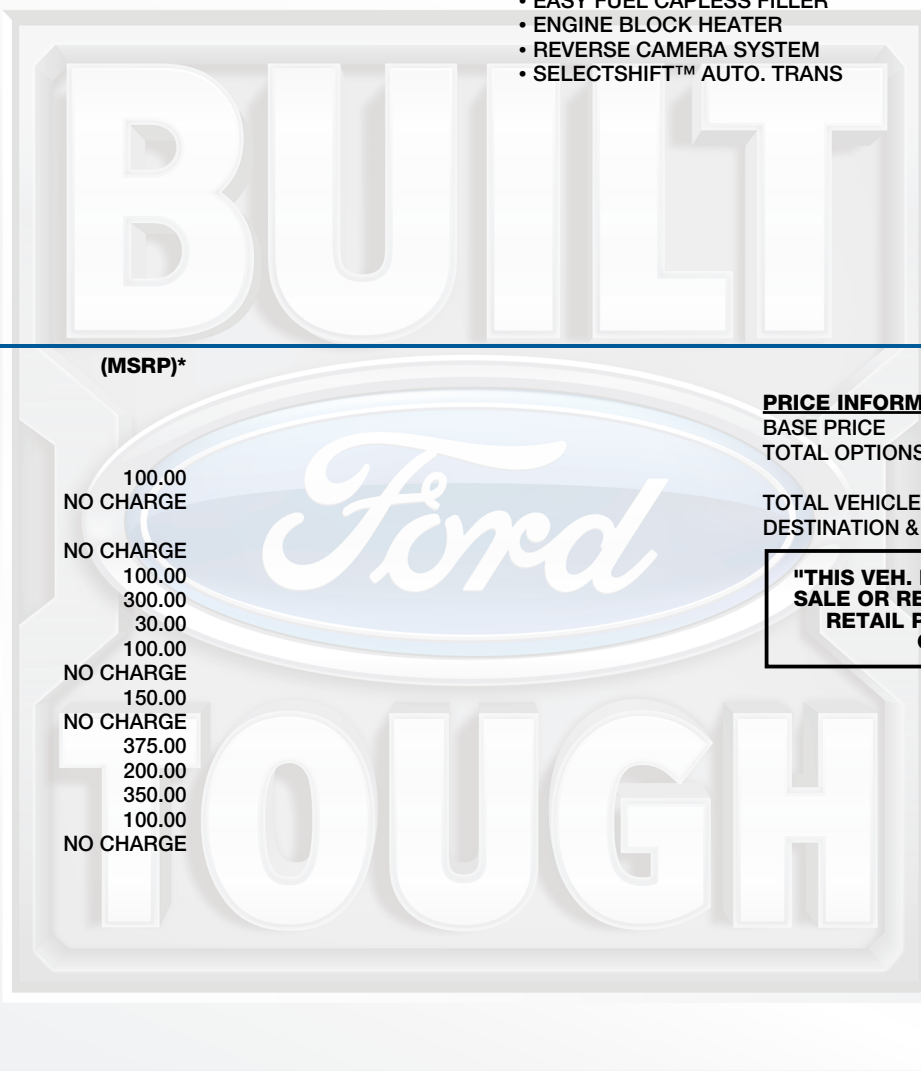 • EASY FUEL CAPLESS FILLER
• ENGINE BLOCK HEATER
• REVERSE CAMERA SYSTEM
• SELECTSHIFT™ AUTO. TRANS
BUILT
Ford
TOUGH
(MSRP)*
100.00
NO CHARGE
NO CHARGE
100.00
300.00
30.00
100.00
NO CHARGE
150.00
NO CHARGE
375.00
200.00
350.00
100.00
NO CHARGE
PRICE
BASE PRICE
TOTAL OPTIONS
TOTAL VEHICLE
DESTINATION &
"THIS VEH.
SALE OR
RETAIL